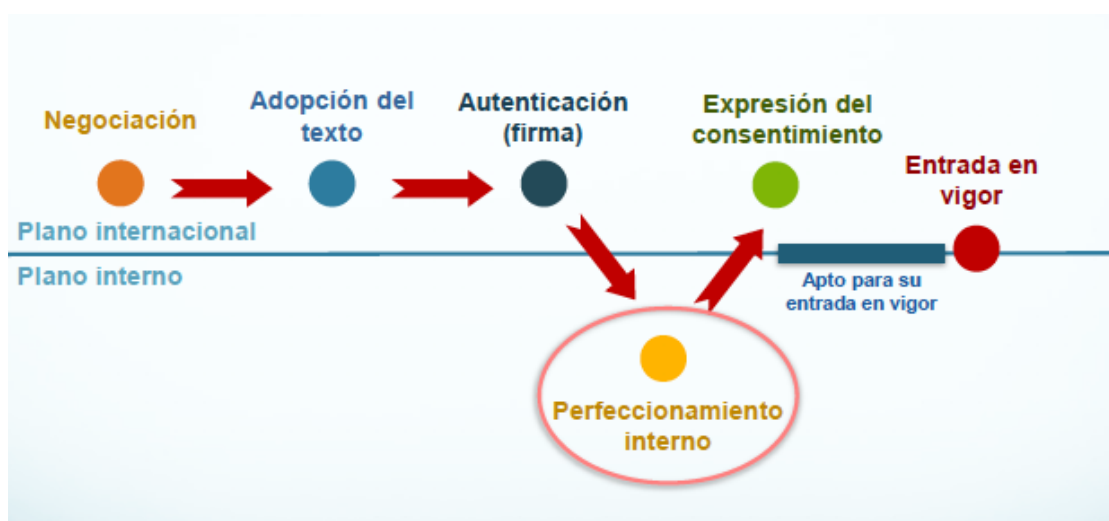 Negociación
Adopción del
texto
Autenticación
(firma)
Expresión del
consentimiento
Entrada en
vigor
Plano internacional
Plano interno
Apto para su
entrada en vigor
Perfeccionamiento
interno